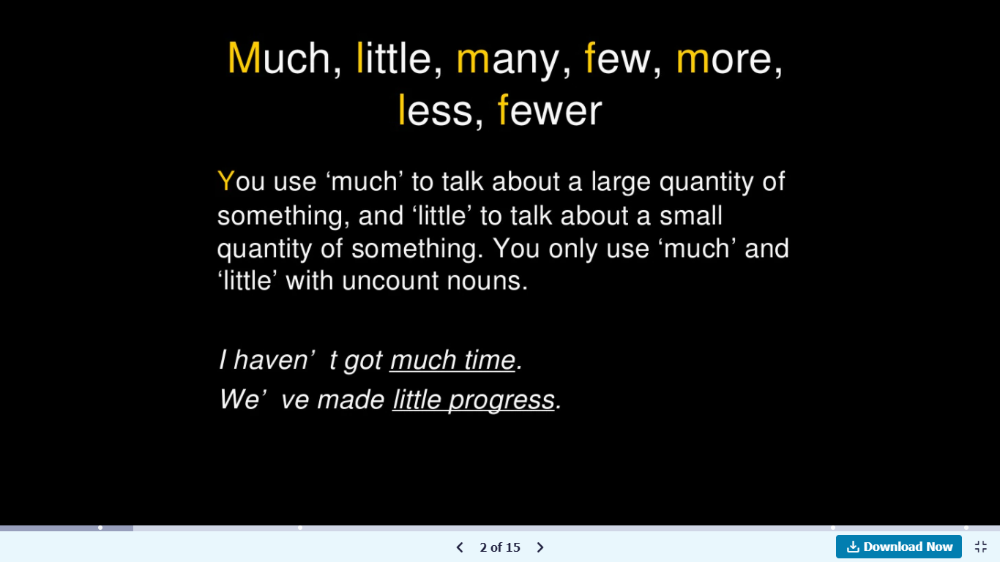 Much, little, many, few, more,
less, fewer
You use ‘much’ to talk about a large quantity of
something, and ‘little’ to talk about a small
quantity of something. You only use ‘much’ and
‘little’ with uncount nouns.
I haven’ t got much time.
We’ ve made little progress.
2 of 15
Download Now